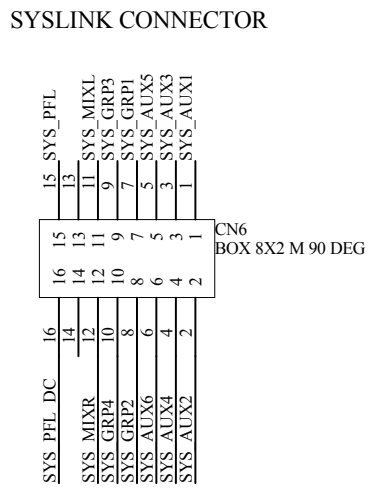 SYSLINK CONNECTOR
SYS_PFL
SYS_MIXL
SYS_GRP3
SYS_GRP1
SYS_AUX5
SYS_AUX3
SYS_AUX1
15 13 11 9 7 5 3 1
15 13 11 9 7 5 3 1
CN6
BOX 8X2 M 90 DEG
16 14 12 10 8 6 4 2
16 14 12 10 8 6 4 2
SYS_PFL_DC
SYS_MIXR
SYS_GRP4
SYS_GRP2
SYS_AUX6
SYS_AUX4
SYS_AUX2